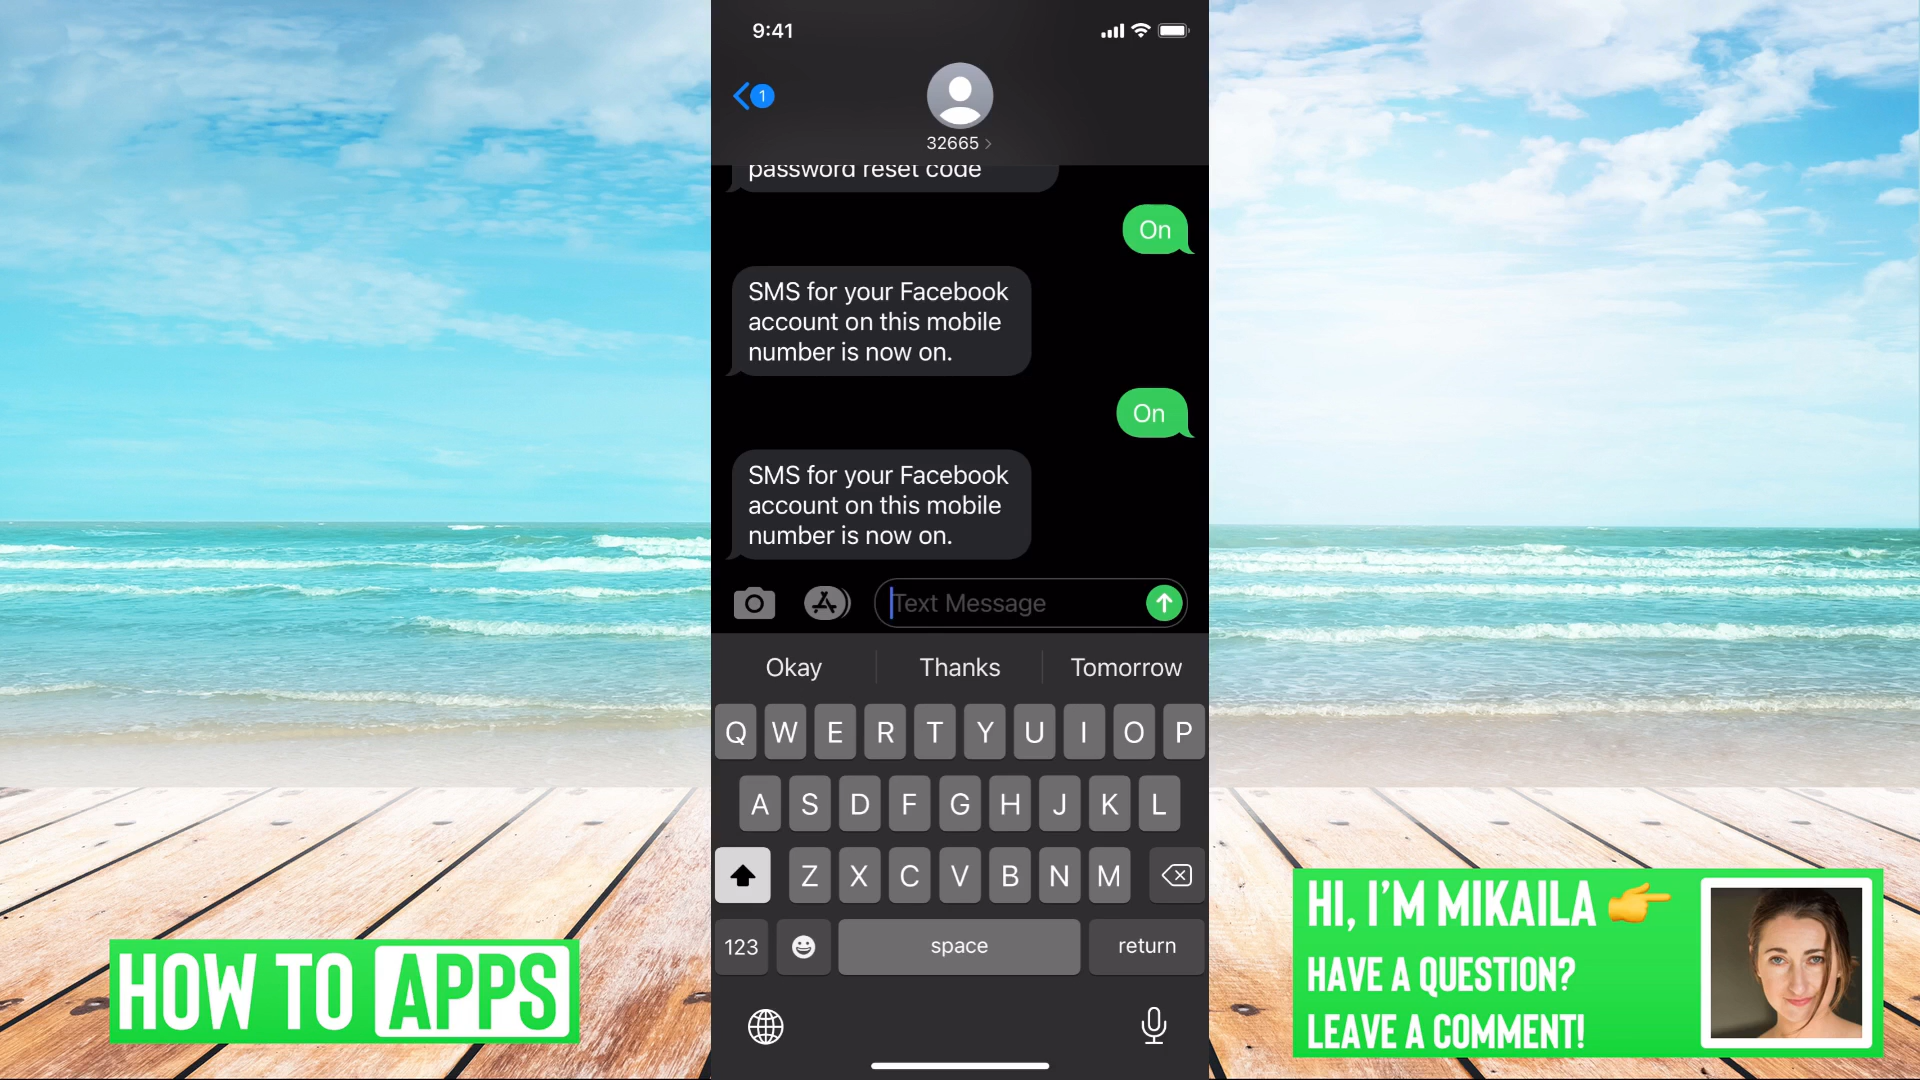 9:41
1
32665
password reset code
On
SMS for your Facebook
account on this mobile
number is now on.
On
SMS for your Facebook
account on this mobile
number is now on.
Text Message
Okay Thanks Tomorrow
Q W E R T Y U I O P
A S D F G H J K L
Z X C V B N M
123 space return
HOW TO APPS
HI, I'M MIKAILA
HAVE A QUESTION?
LEAVE A COMMENT!